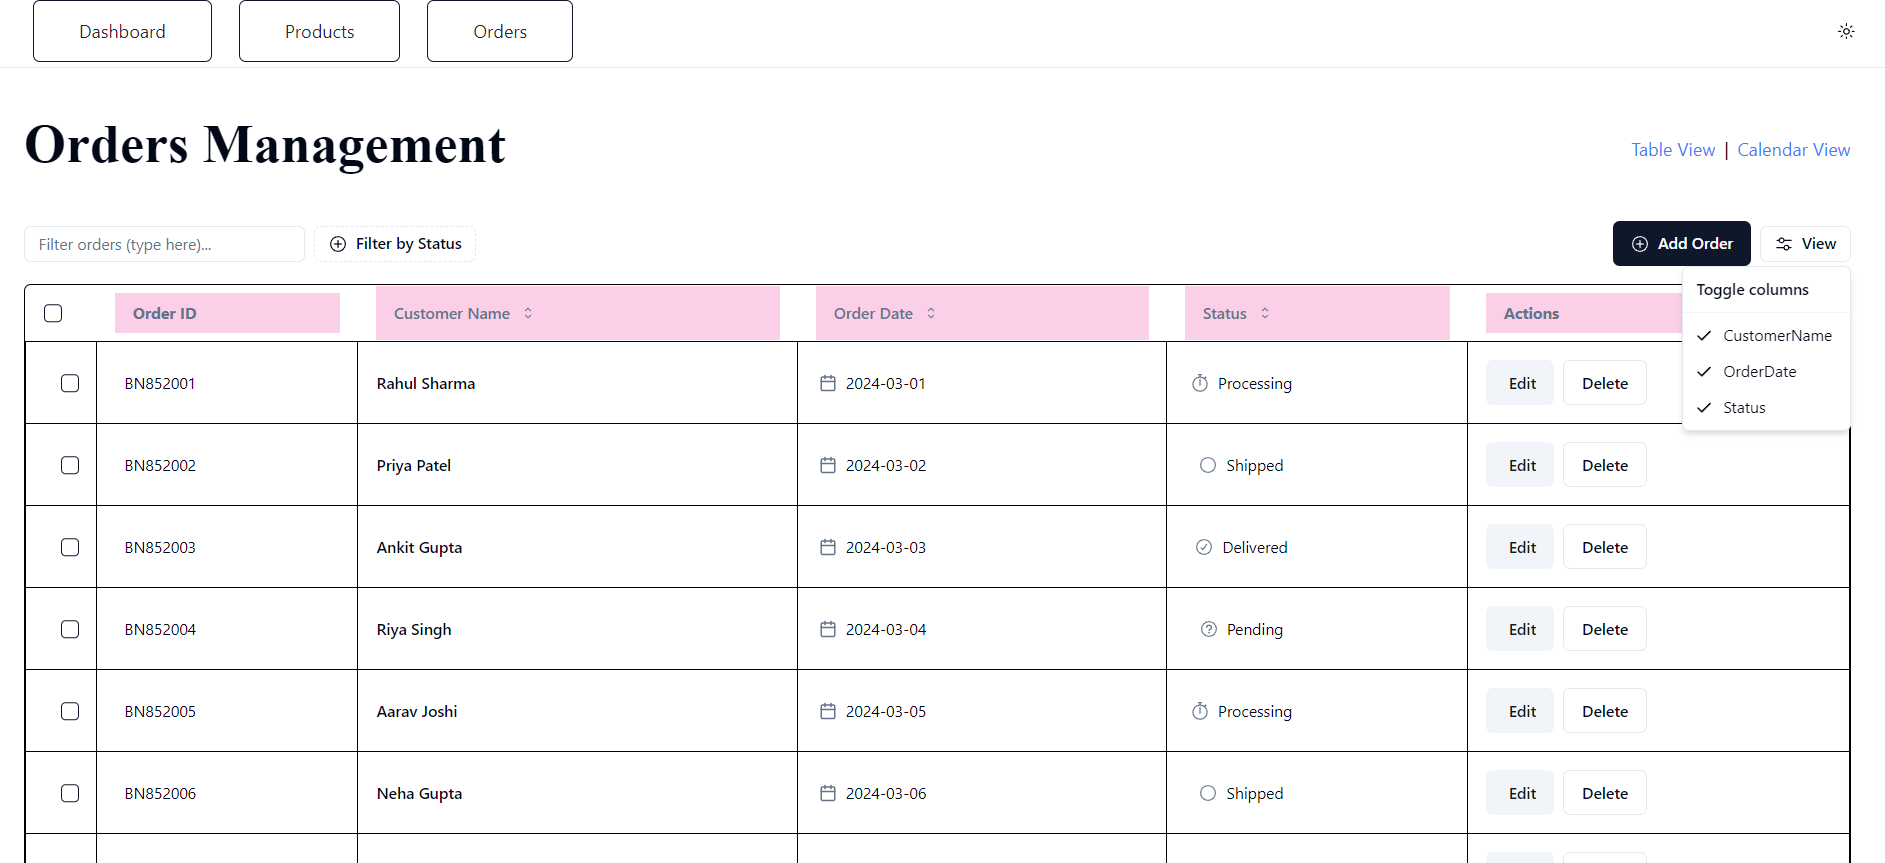 Dashboard Products Orders
Orders Management
Table View | Calendar View
Filter orders (type here)... Filter by Status Add Order View
Toggle columns
CustomerName
OrderDate
Status
Order ID Customer Name Order Date Status Actions
BN852001 Rahul Sharma 2024-03-01 Processing Edit Delete
BN852002 Priya Patel 2024-03-02 Shipped Edit Delete
BN852003 Ankit Gupta 2024-03-03 Delivered Edit Delete
BN852004 Riya Singh 2024-03-04 Pending Edit Delete
BN852005 Aarav Joshi 2024-03-05 Processing Edit Delete
BN852006 Neha Gupta 2024-03-06 Shipped Edit Delete